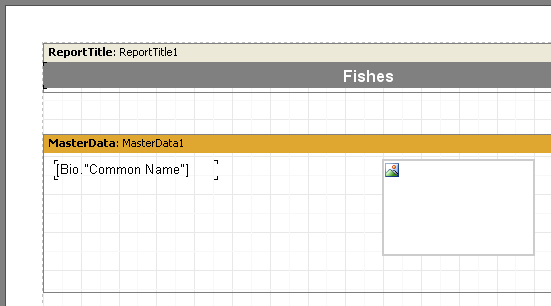 ReportTitle: ReportTitle1
Fishes
MasterData: MasterData1
[Bio."Common Name"]